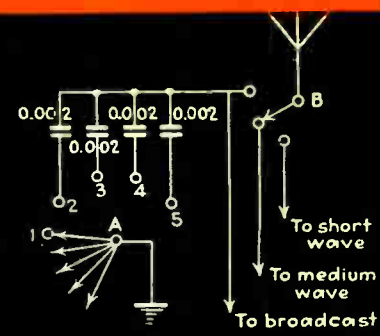 B
0.002 0.002 0.002
0.002
3 4
2
5
A
1
To short
wave
To medium
wave
To broadcast